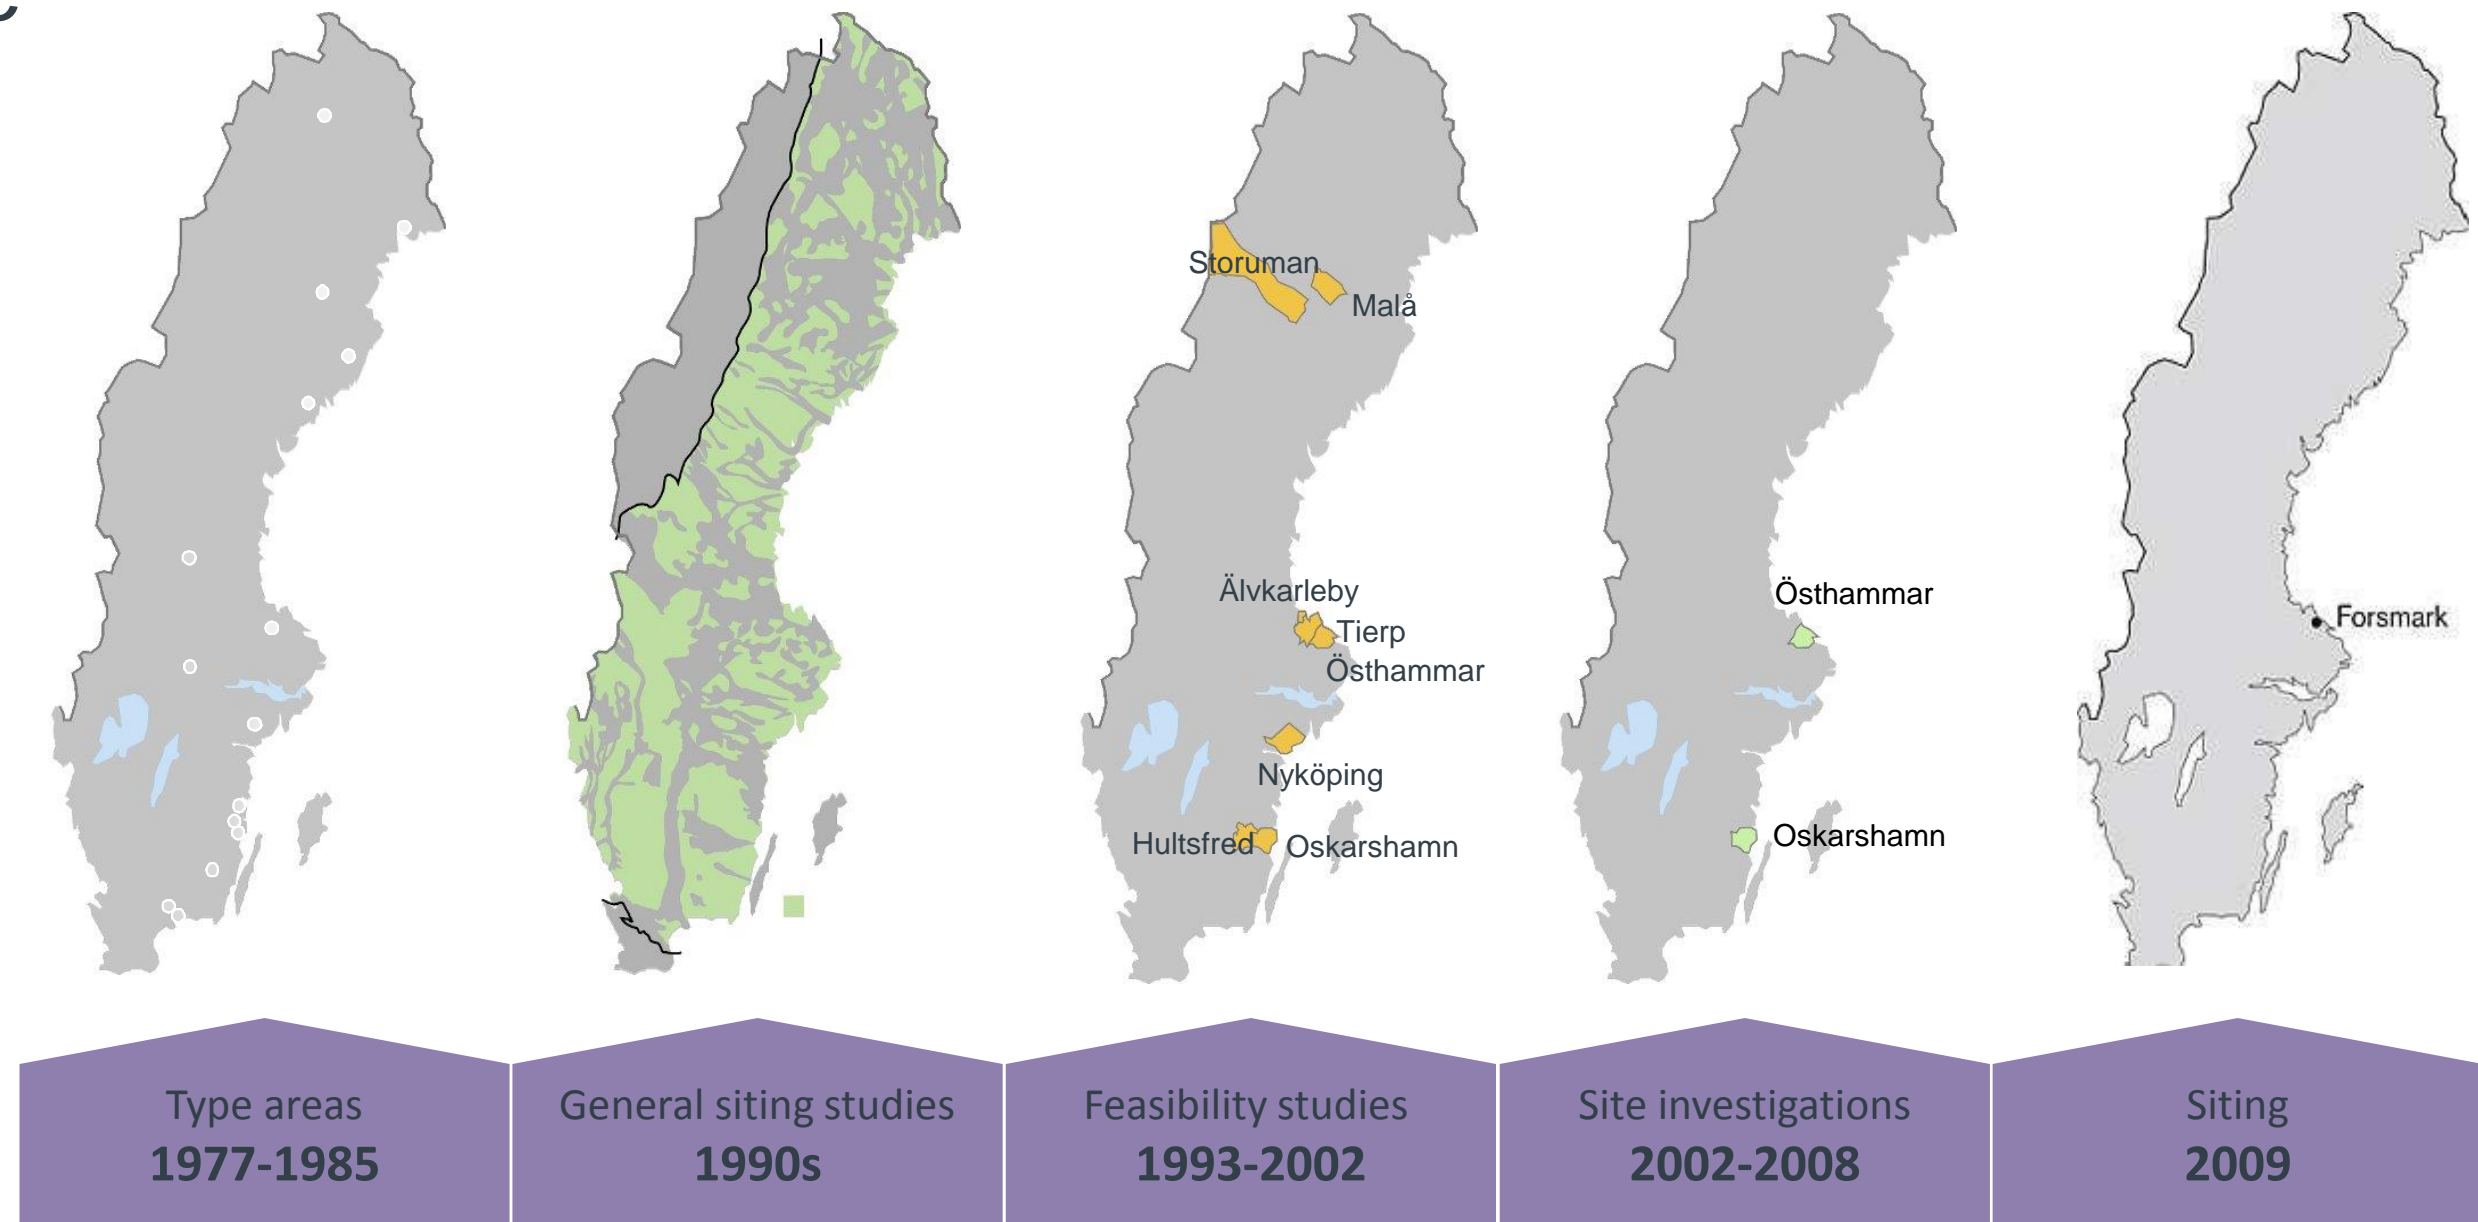 Storuman
Malå
Älvkarleby
Tierp
Östhammar
Nyköping
Hultsfred
Oskarshamn
Östhammar
Oskarshamn
Forsmark
Type areas
1977-1985
General siting studies
1990s
Feasibility studies
1993-2002
Site investigations
2002-2008
Siting
2009